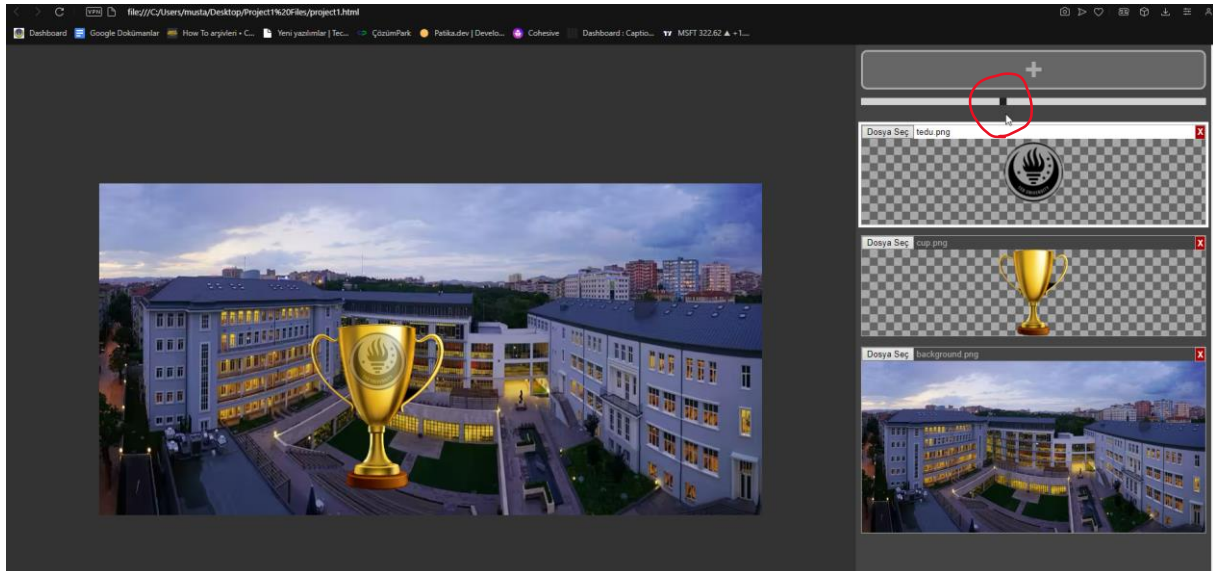 VPN file:///C:/Users/musta/Desktop/Project1%20Files/project1.html
Dashboard Google Dokümanlar How To arşivleri • C... Yeni yazılımlar | Tec... ÇözümPark Patika.dev | Develo... Cohesive Dashboard : Captio... MSFT 322.62 ▲ +1....
+
Dosya Seç tedu.png X
Dosya Seç cup.png X
Dosya Seç background.png X